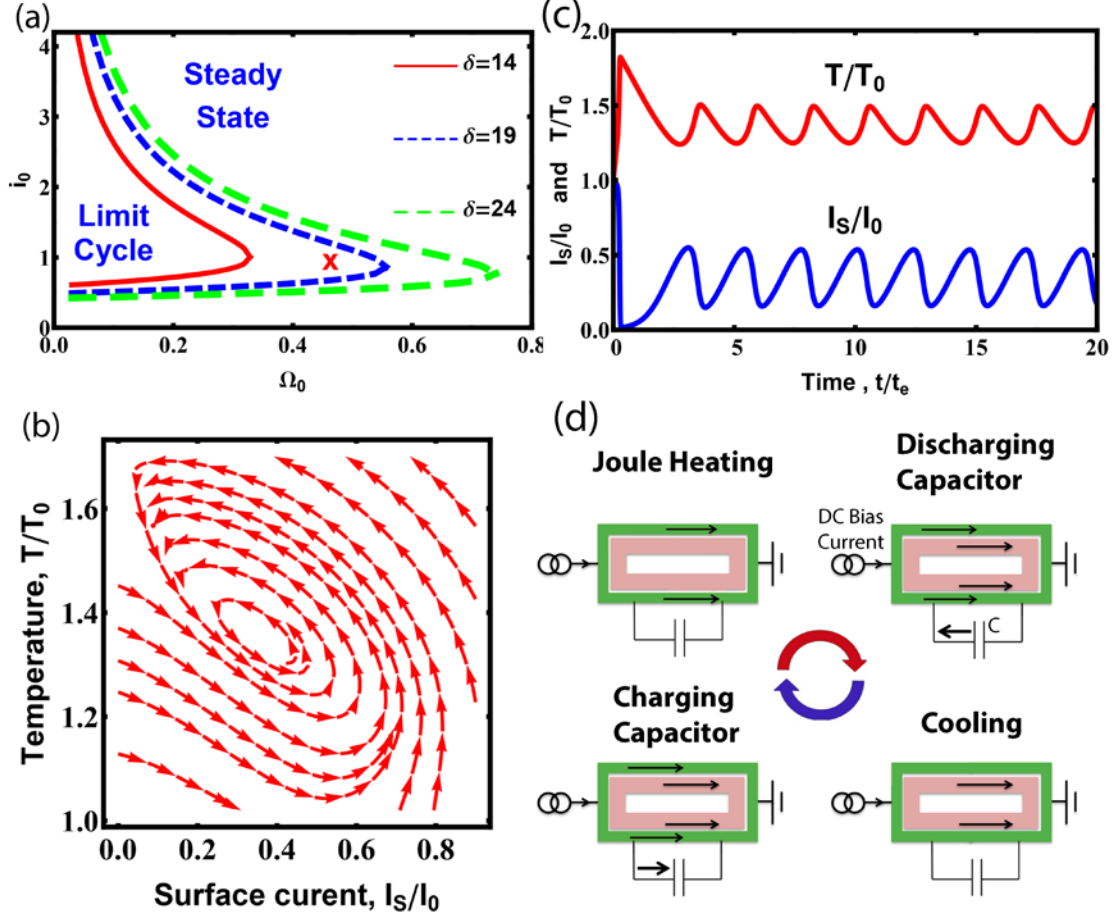 (a)
i₀
4
3
2
1
0
0.0
0.2
0.4
0.6
0.8
Ω₀
Steady
State
Limit
Cycle
x
δ=14
δ=19
δ=24
(c)
I_S/I₀ and T/T₀
2.0
1.5
1.0
0.5
0.0
0
5
10
15
20
Time , t/t_e
T/T₀
I_S/I₀
(b)
Temperature, T/T₀
1.6
1.4
1.2
1.0
0.0
0.2
0.4
0.6
0.8
Surface curent, I_S/I₀
(d)
Joule Heating
Discharging
Capacitor
DC Bias
Current
C
Charging
Capacitor
Cooling